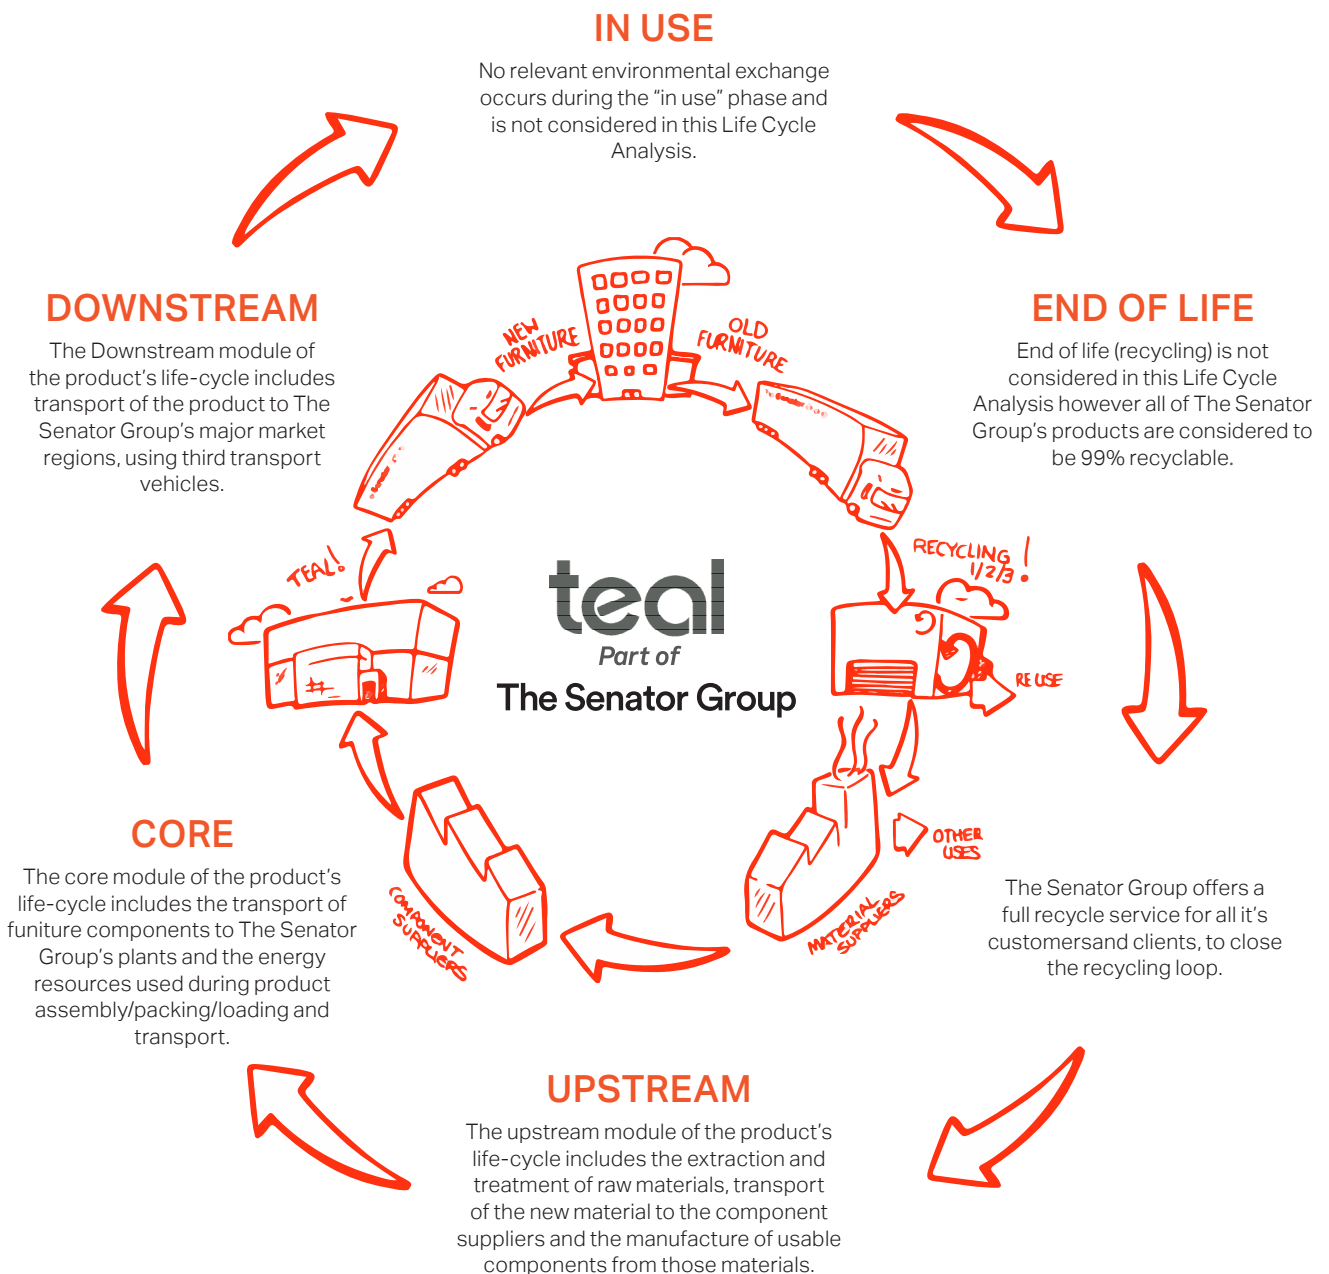 IN USE
No relevant environmental exchange
occurs during the “in use” phase and
is not considered in this Life Cycle
Analysis.
DOWNSTREAM
The Downstream module of
the product’s life-cycle includes
transport of the product to The
Senator Group’s major market
regions, using third transport
vehicles.
END OF LIFE
End of life (recycling) is not
considered in this Life Cycle
Analysis however all of The Senator
Group’s products are considered to
be 99% recyclable.
NEW
FURNITURE
OLD
FURNITURE
Senator
Senator
TEAL!
RECYCLING
1/2/3!
RE USE
teal
Part of
The Senator Group
CORE
The core module of the product’s
life-cycle includes the transport of
funiture components to The Senator
Group’s plants and the energy
resources used during product
assembly/packing/loading and
transport.
COMPONENT
SUPPLIERS
MATERIAL
SUPPLIERS
OTHER
USES
The Senator Group offers a
full recycle service for all it’s
customersand clients, to close
the recycling loop.
UPSTREAM
The upstream module of the product’s
life-cycle includes the extraction and
treatment of raw materials, transport
of the new material to the component
suppliers and the manufacture of usable
components from those materials.